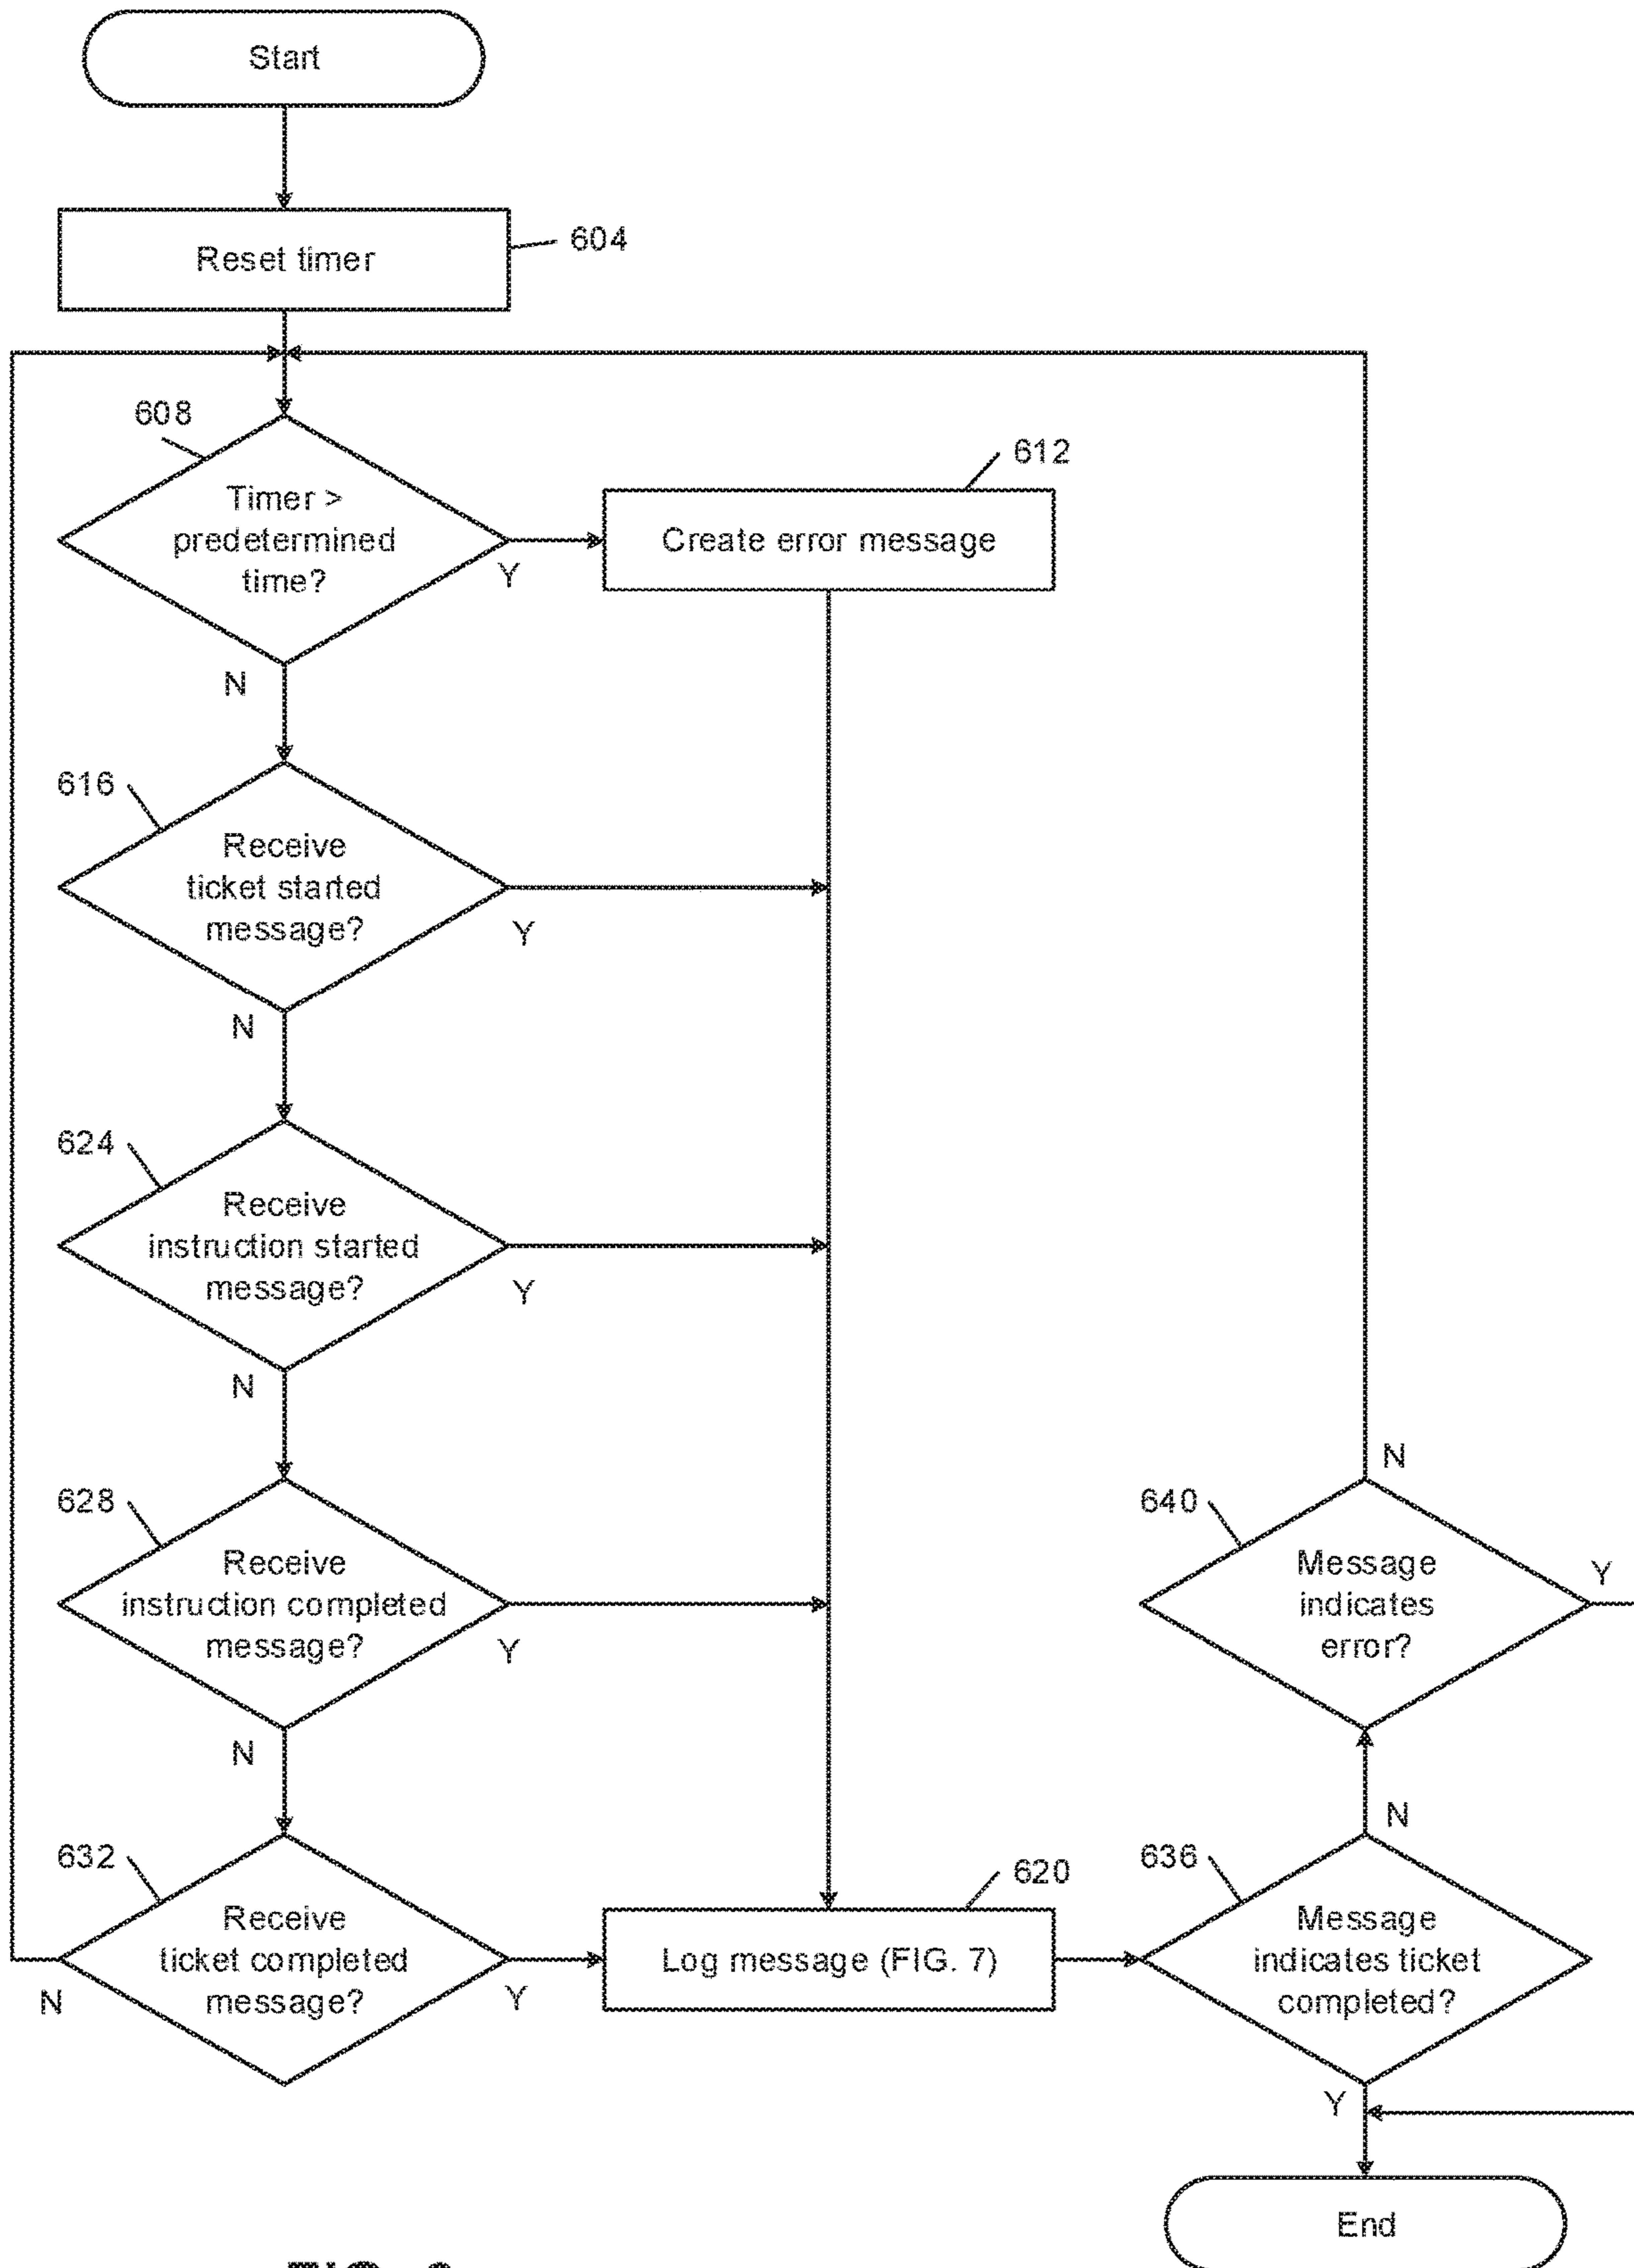 Start
Reset timer
604
608
Timer >
predetermined
time?
Y
N
612
Create error message
616
Receive
ticket started
message?
Y
N
624
Receive
instruction started
message?
Y
N
628
Receive
instruction completed
message?
Y
N
632
Receive
ticket completed
message?
Y
N
620
Log message (FIG. 7)
636
Message
indicates ticket
completed?
N
Y
640
Message
indicates
error?
N
Y
End